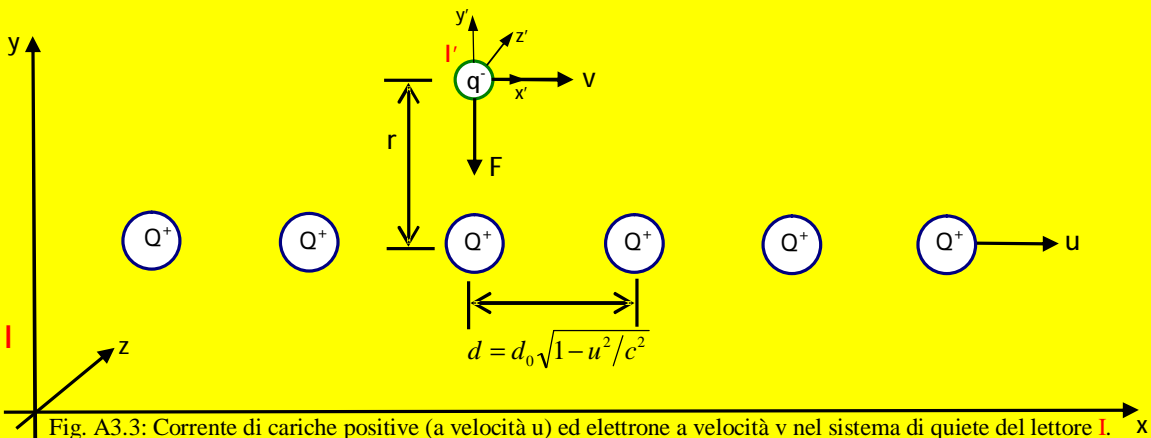 y'
y
z'
I'
q⁻
v
x'
r
F
Q⁺ Q⁺ Q⁺ Q⁺ Q⁺ Q⁺ u
I
z
d = d₀√(1−u²/c²)
Fig. A3.3: Corrente di cariche positive (a velocità u) ed elettrone a velocità v nel sistema di quiete del lettore I. x